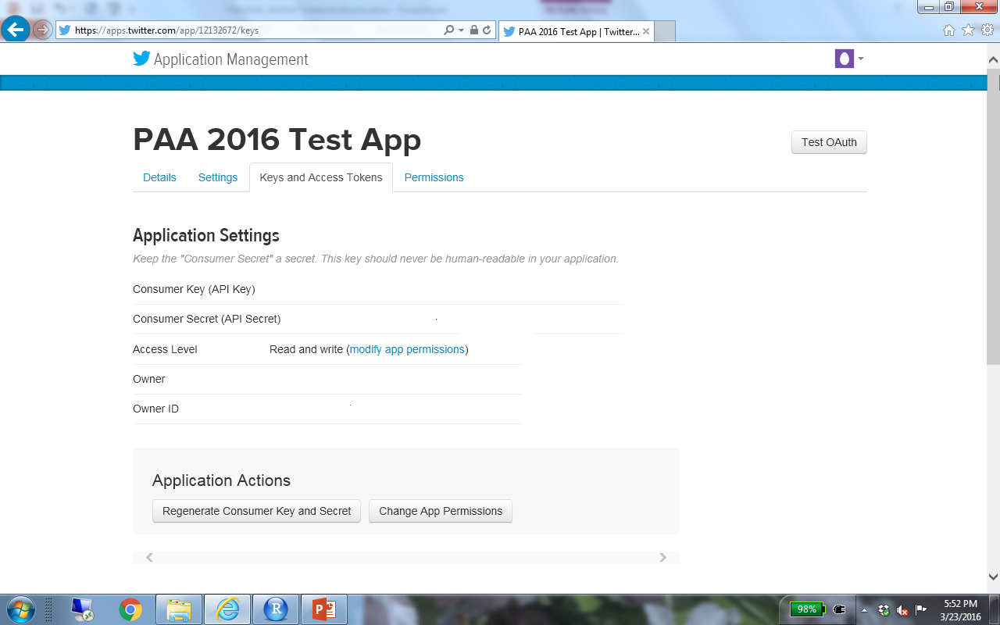 https://apps.twitter.com/app/12132672/keys
PAA 2016 Test App | Twitter...
Application Management
PAA 2016 Test App
Test OAuth
Details
Settings
Keys and Access Tokens
Permissions
Application Settings
Keep the "Consumer Secret" a secret. This key should never be human-readable in your application.
Consumer Key (API Key)
Consumer Secret (API Secret)
Access Level Read and write (modify app permissions)
Owner
Owner ID
Application Actions
Regenerate Consumer Key and Secret
Change App Permissions
98%
5:52 PM
3/23/2016